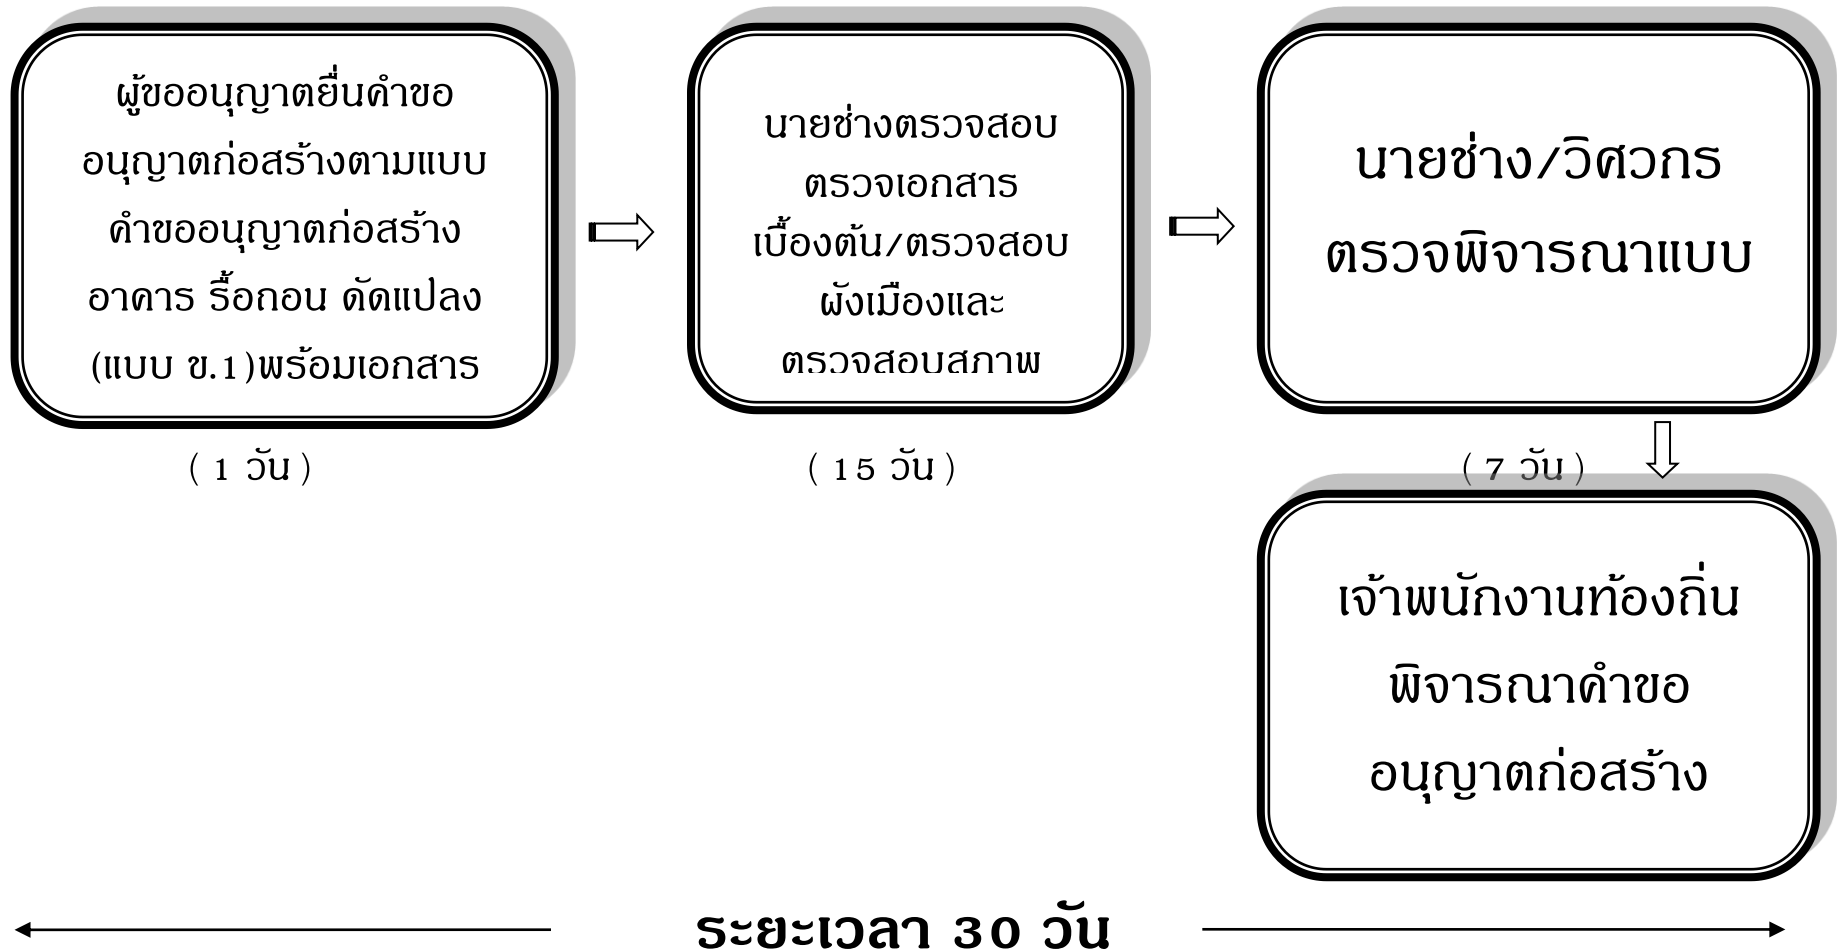 ผู้ขออนุญาตยื่นคำขอ
อนุญาตก่อสร้างตามแบบ
คำขออนุญาตก่อสร้าง
อาคาร รื้อถอน ดัดแปลง
(แบบ ข.1)พร้อมเอกสาร
( 1 วัน )
นายช่างตรวจสอบ
ตรวจเอกสาร
เบื้องต้น/ตรวจสอบ
ผังเมืองและ
ตรวจสอบสภาพ
( 15 วัน )
นายช่าง/วิศวกร
ตรวจพิจารณาแบบ
( 7 วัน )
เจ้าพนักงานท้องถิ่น
พิจารณาคำขอ
อนุญาตก่อสร้าง
ระยะเวลา 30 วัน